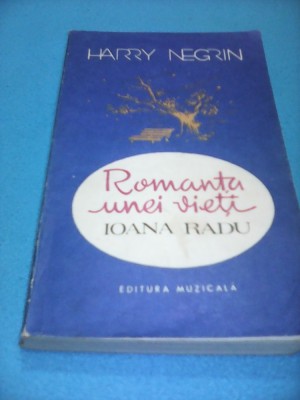 HARRY NEGRIN
Romanța
unei vieți
IOANA RADU
EDITURA MUZICALĂ